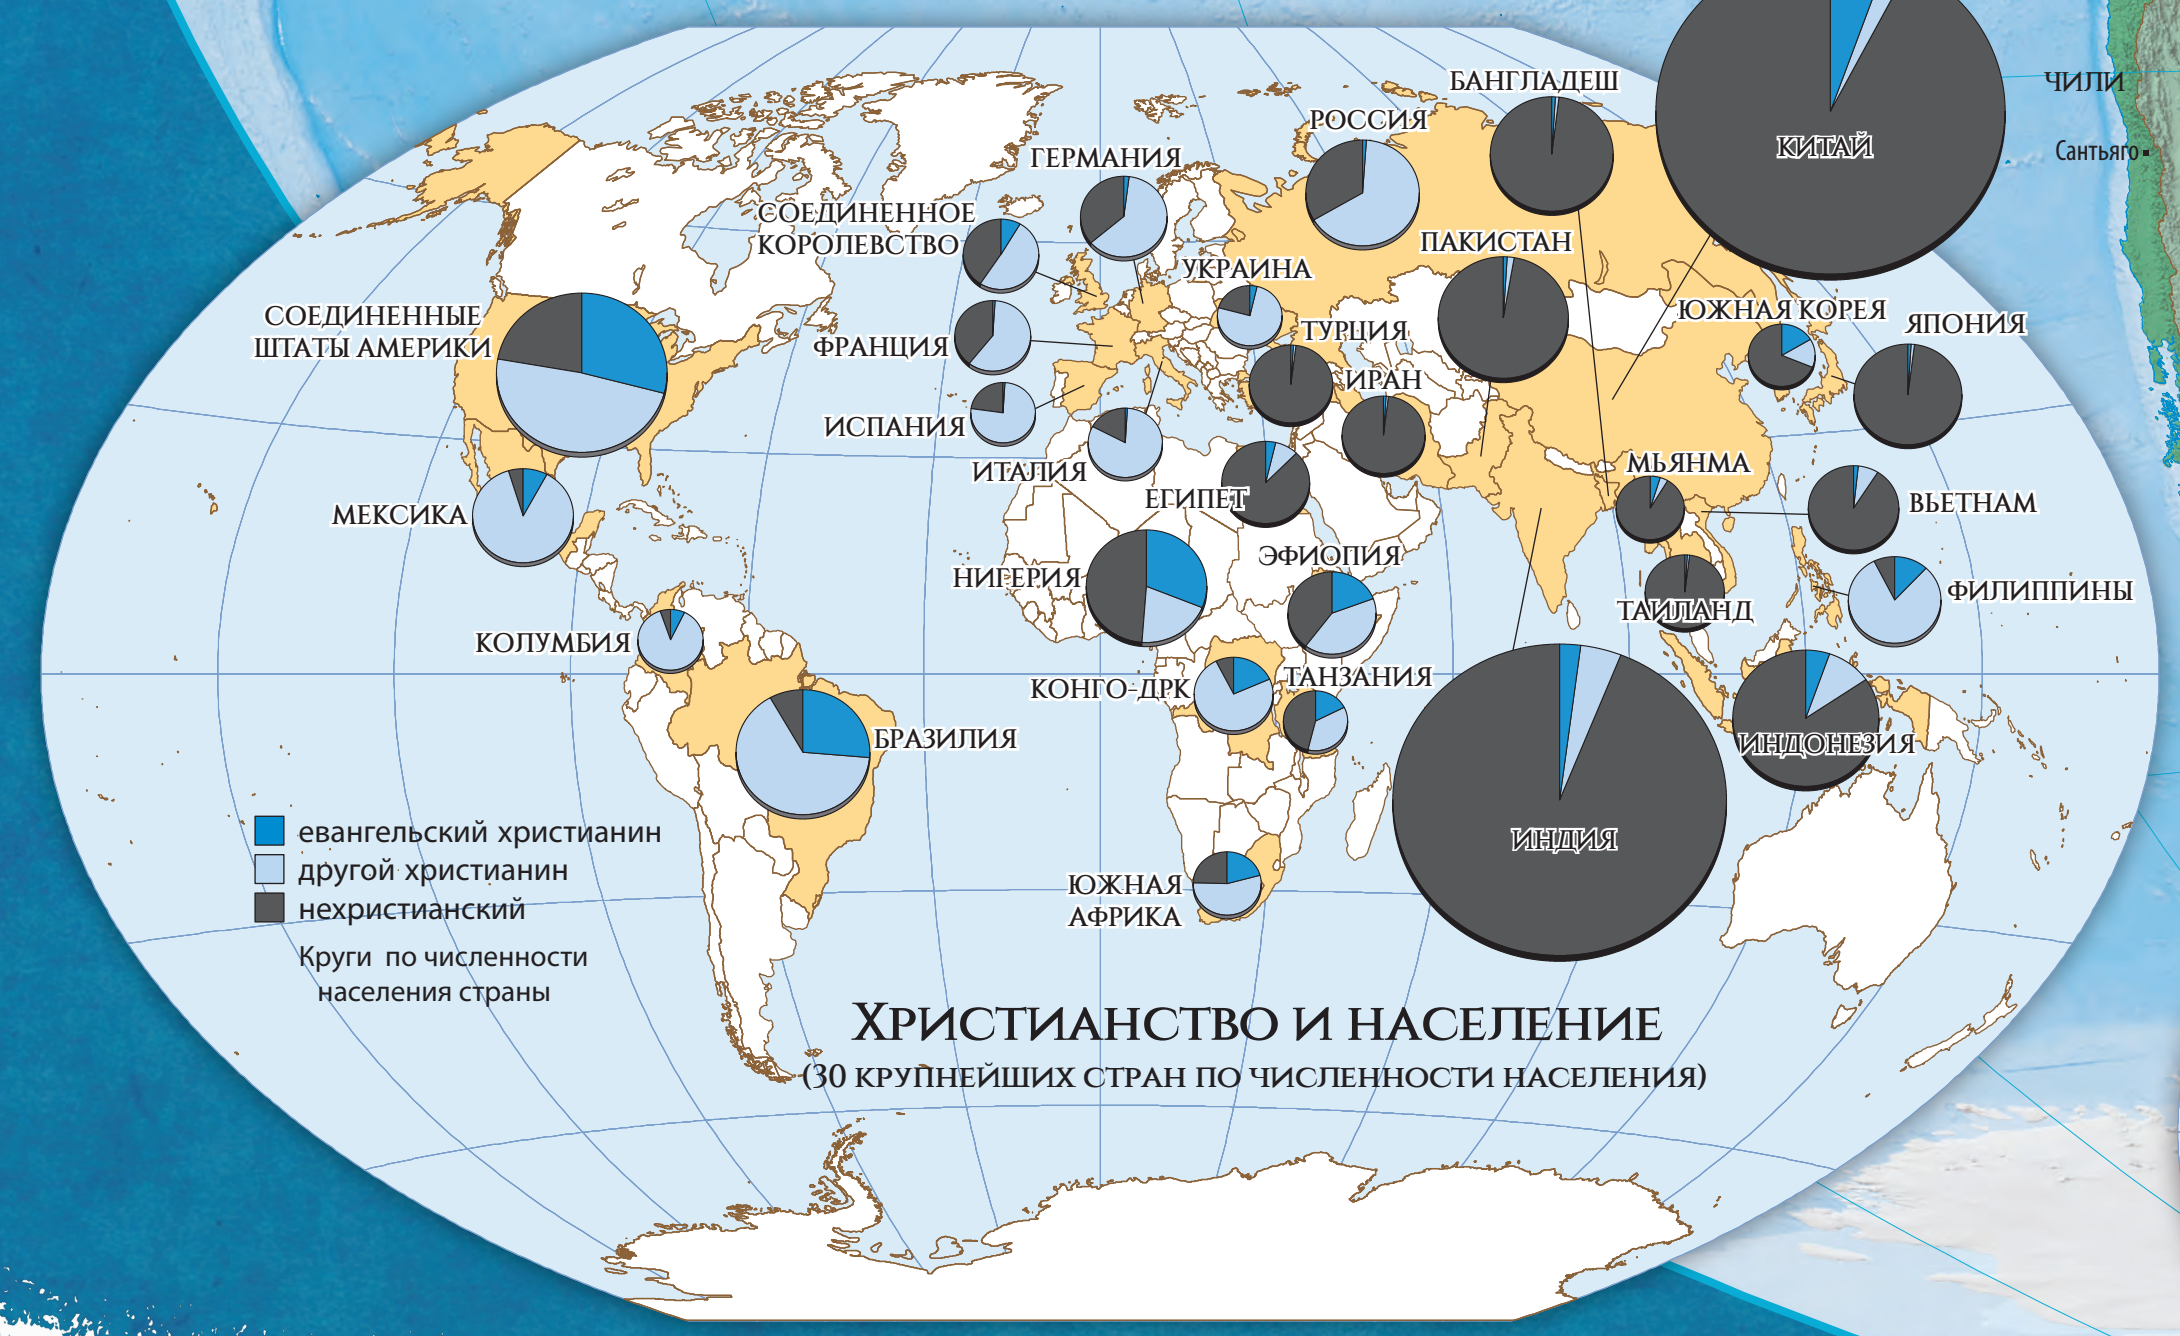 БАНГЛАДЕШ
ЧИЛИ
РОССИЯ
КИТАЙ
Сантьяго
ГЕРМАНИЯ
СОЕДИНЕННОЕ
КОРОЛЕВСТВО
ПАКИСТАН
УКРАИНА
СОЕДИНЕННЫЕ
ШТАТЫ АМЕРИКИ
ФРАНЦИЯ
ТУРЦИЯ
ЮЖНАЯ КОРЕЯ
ЯПОНИЯ
ИРАН
ИСПАНИЯ
ИТАЛИЯ
МЬЯНМА
ЕГИПЕТ
МЕКСИКА
ВЬЕТНАМ
ЭФИОПИЯ
НИГЕРИЯ
ФИЛИППИНЫ
ТАИЛАНД
КОЛУМБИЯ
КОНГО-ДРК
ТАНЗАНИЯ
БРАЗИЛИЯ
ИНДОНЕЗИЯ
ИНДИЯ
ЮЖНАЯ
АФРИКА
евангельский христианин
другой христианин
нехристианский
Круги по численности
населения страны
Христианство и население
(30 крупнейших стран по численности населения)